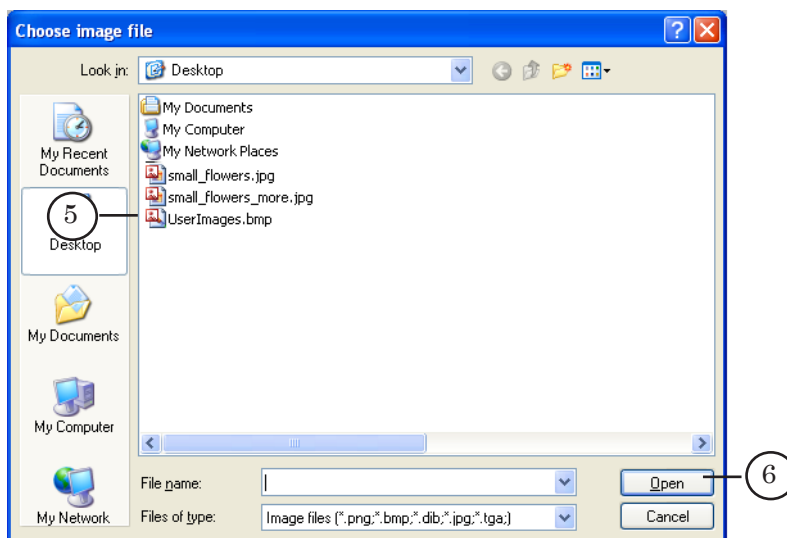 Choose image file
Look in: Desktop
My Documents
My Computer
My Network Places
small_flowers.jpg
small_flowers_more.jpg
UserImages.bmp
My Recent
Documents
5
Desktop
My Documents
My Computer
My Network
File name:
Open
6
Files of type: Image files (*.png;*.bmp;*.dib;*.jpg;*.tga;)
Cancel